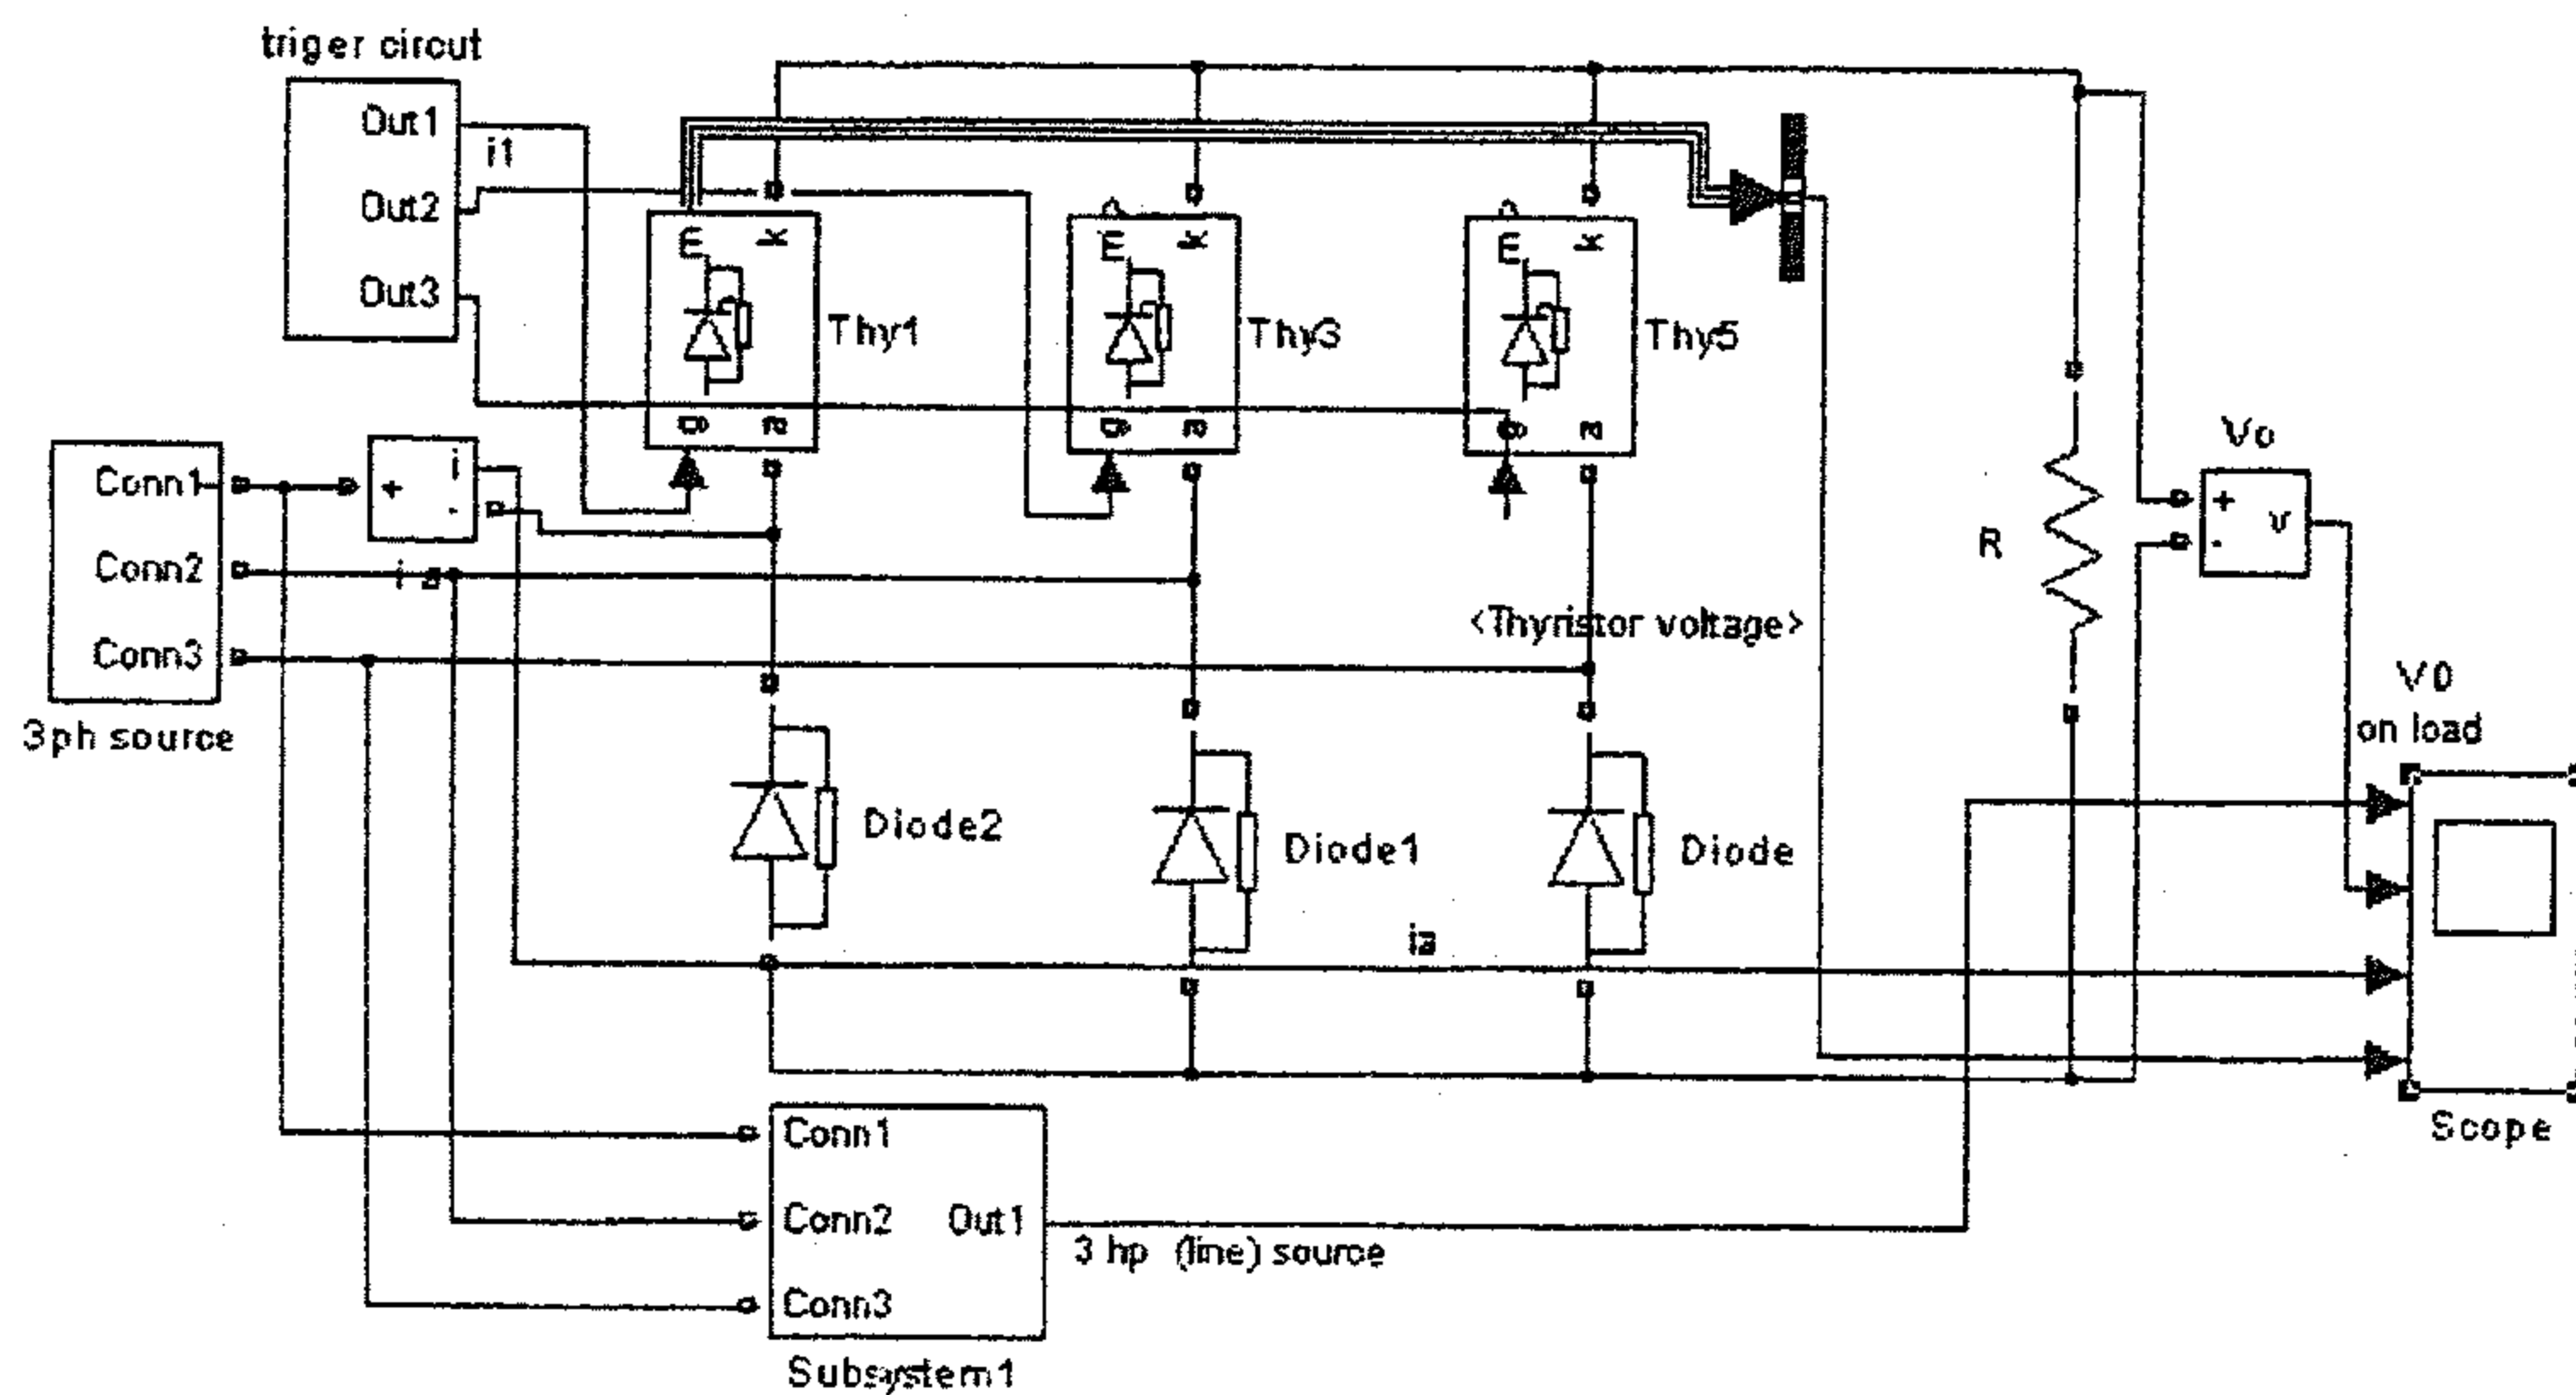 triger circut
Out1
i1
Out2
Out3
m k
m k
m k
Thy1
Thy3
Thy5
g a
g a
g a
Conn1
+ i
-
Conn2
i
Conn3
3ph source
<Thyristor voltage>
R
Vo
+ v
-
V0
on load
Diode2
Diode1
Diode
ia
Scope
Conn1
Conn2 Out1
Conn3
3 hp (line) source
Subsystem1